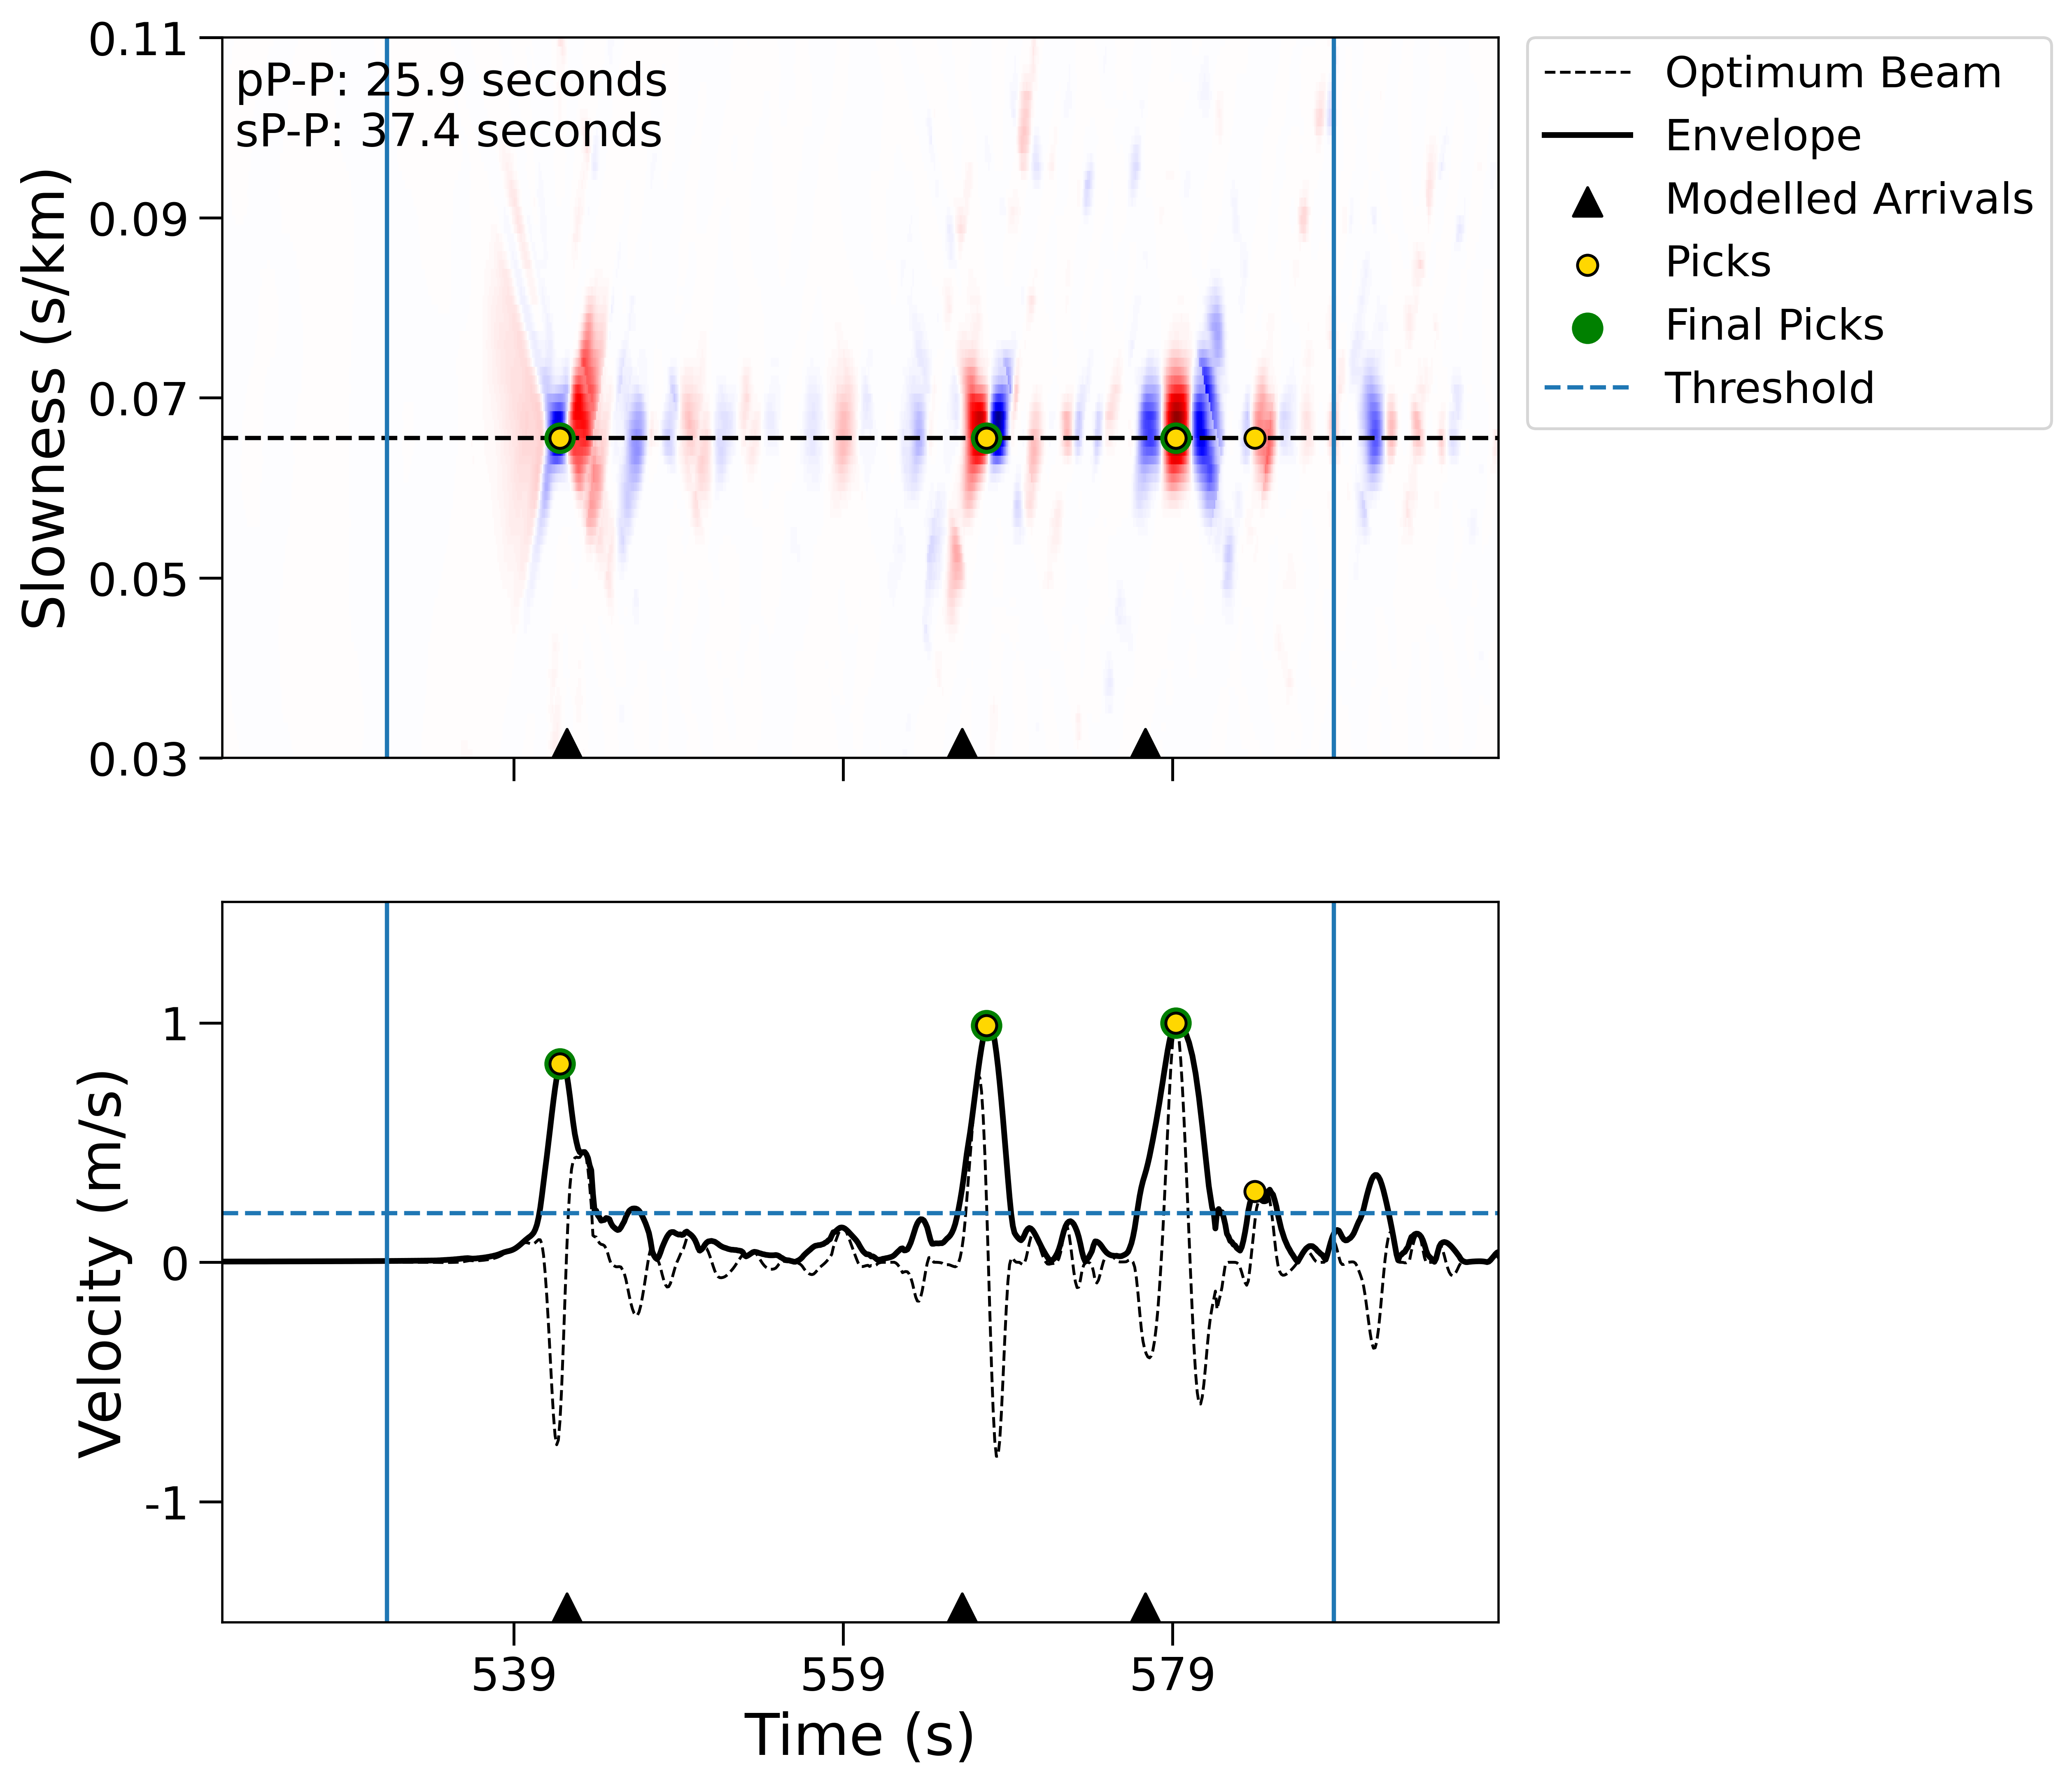 0.11
0.09
0.07
0.05
0.03
Slowness (s/km)
pP-P: 25.9 seconds
sP-P: 37.4 seconds
Optimum Beam
Envelope
Modelled Arrivals
Picks
Final Picks
Threshold
1
0
-1
Velocity (m/s)
539 559 579
Time (s)